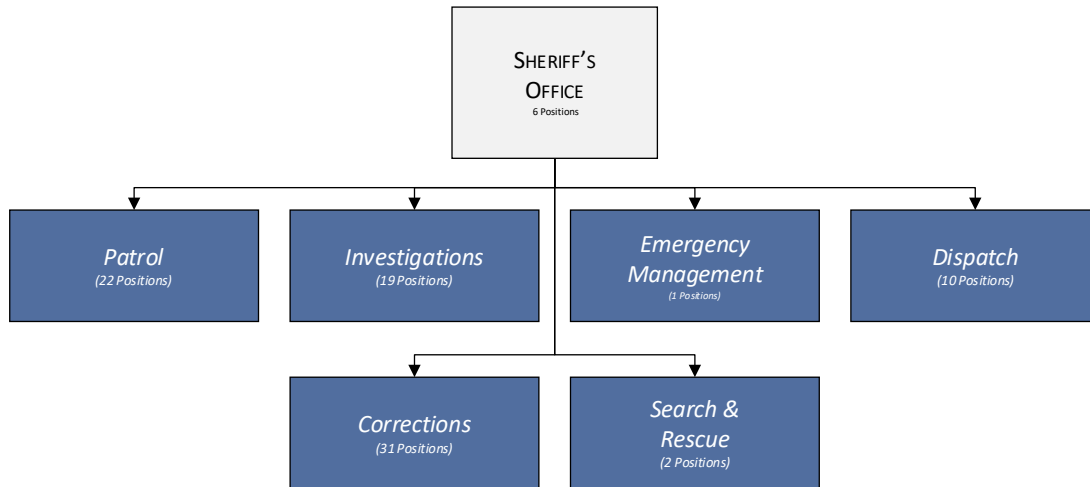 SHERIFF’S
OFFICE
6 Positions
Patrol
(22 Positions)
Investigations
(19 Positions)
Emergency
Management
(1 Positions)
Dispatch
(10 Positions)
Corrections
(31 Positions)
Search &
Rescue
(2 Positions)